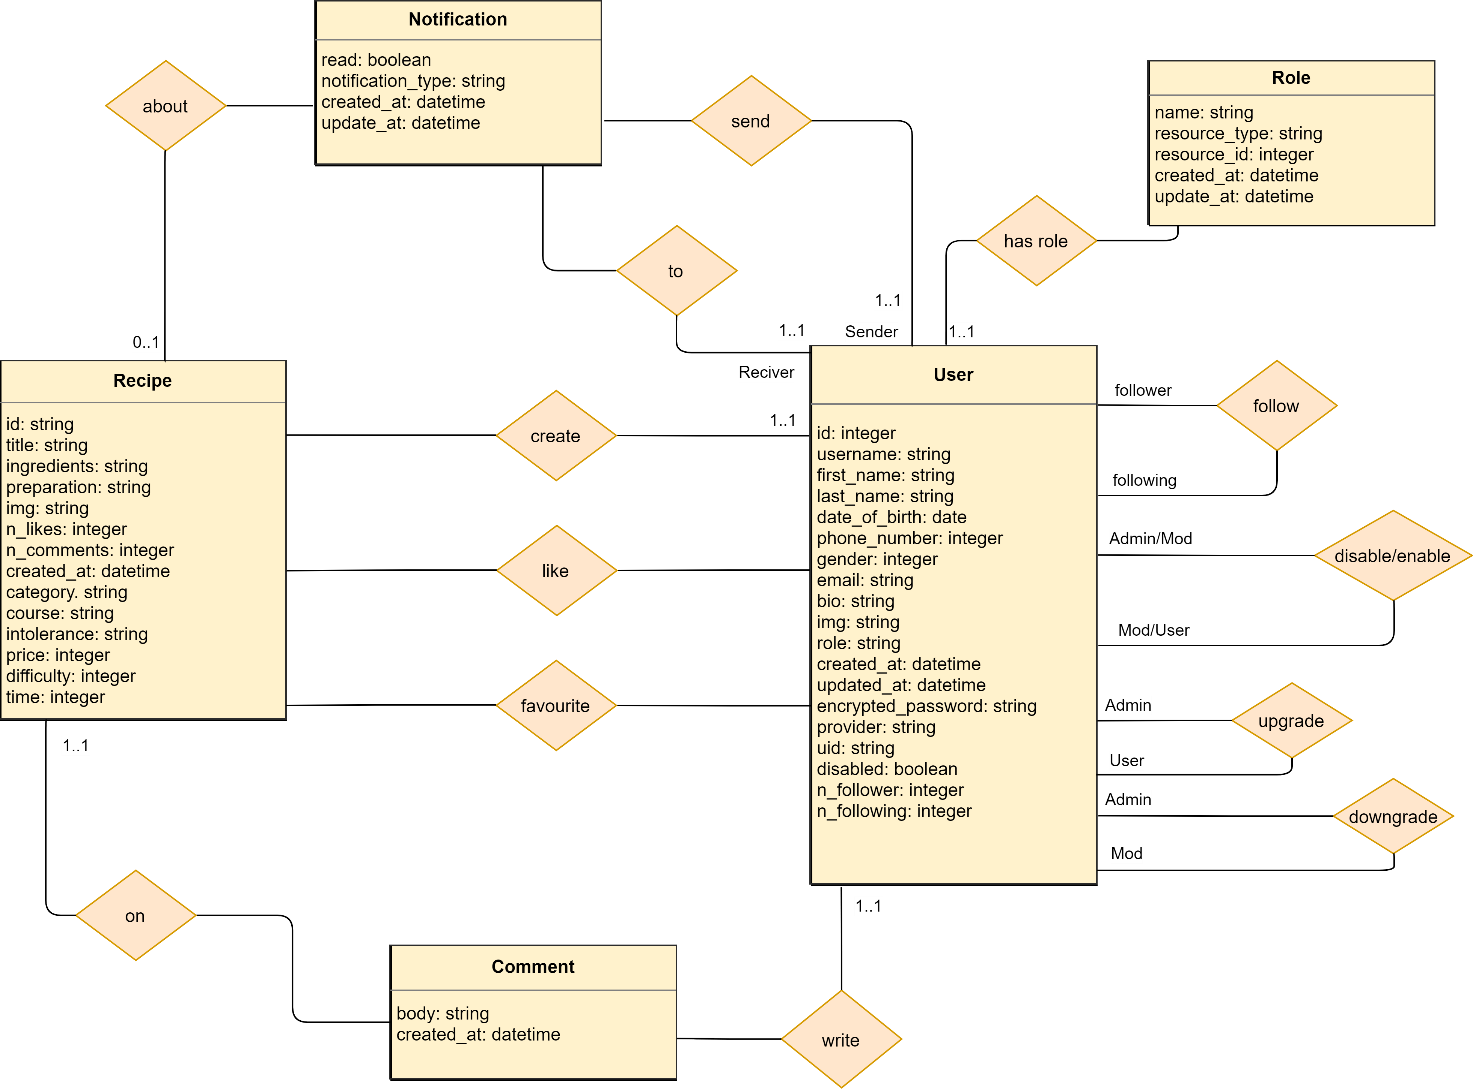 Notification
read: boolean
notification_type: string
created_at: datetime
update_at: datetime
about
send
to
Role
name: string
resource_type: string
resource_id: integer
created_at: datetime
update_at: datetime
has role
0..1
1..1
Sender
1..1
Reciver
1..1
Recipe
id: string
title: string
ingredients: string
preparation: string
img: string
n_likes: integer
n_comments: integer
created_at: datetime
category. string
course: string
intolerance: string
price: integer
difficulty: integer
time: integer
create
1..1
like
favourite
User
id: integer
username: string
first_name: string
last_name: string
date_of_birth: date
phone_number: integer
gender: integer
email: string
bio: string
img: string
role: string
created_at: datetime
updated_at: datetime
encrypted_password: string
provider: string
uid: string
disabled: boolean
n_follower: integer
n_following: integer
follower
follow
following
Admin/Mod
disable/enable
Mod/User
Admin
upgrade
User
Admin
downgrade
Mod
1..1
on
1..1
Comment
body: string
created_at: datetime
write